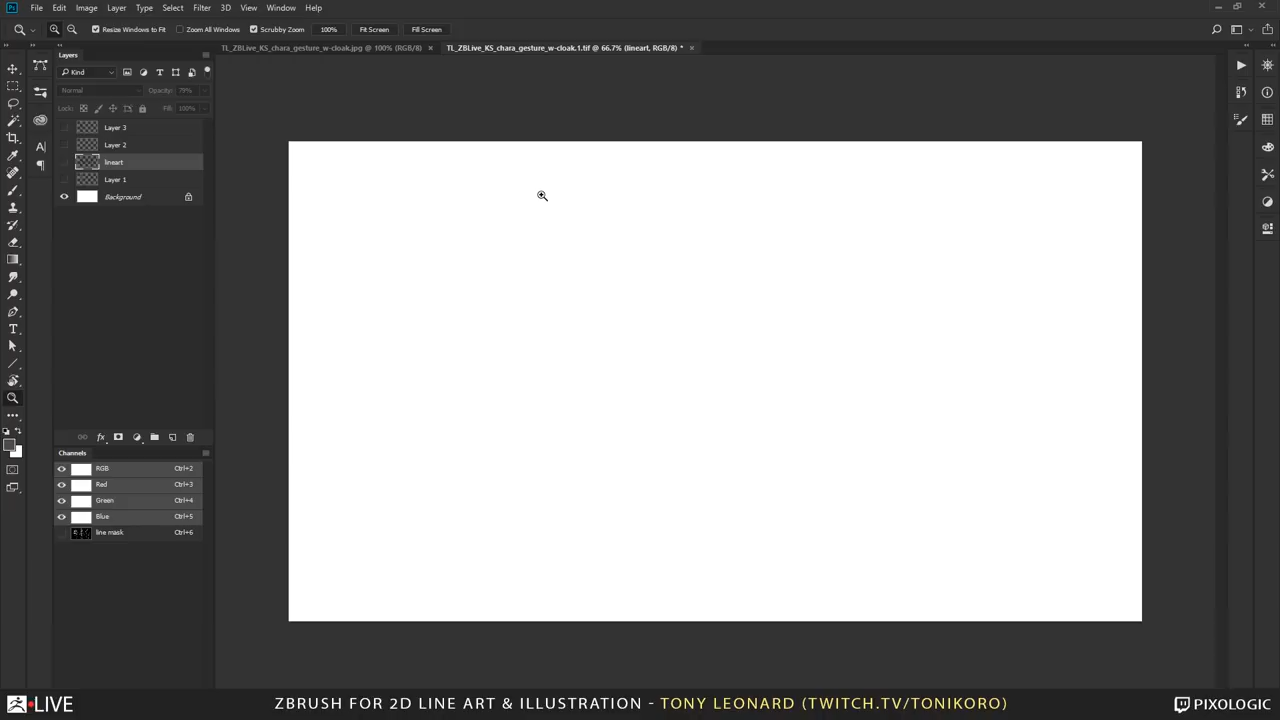 Ps File Edit Image Layer Type Select Filter 3D View Window Help
Resize Windows to Fit Zoom All Windows Scrubby Zoom 100% Fit Screen Fill Screen
TL_ZBLive_KS_chara_gesture_w-cloak.jpg @ 100% (RGB/8) × TL_ZBLive_KS_chara_gesture_w-cloak.1.tif @ 66.7% (lineart, RGB/8) * ×
Layers
Kind
Normal Opacity: 79%
Lock: Fill: 100%
Layer 3
Layer 2
lineart
Layer 1
Background
fx
Channels
RGB Ctrl+2
Red Ctrl+3
Green Ctrl+4
Blue Ctrl+5
line mask Ctrl+6
LIVE ZBRUSH FOR 2D LINE ART & ILLUSTRATION - TONY LEONARD (TWITCH.TV/TONIKORO) PIXOLOGIC